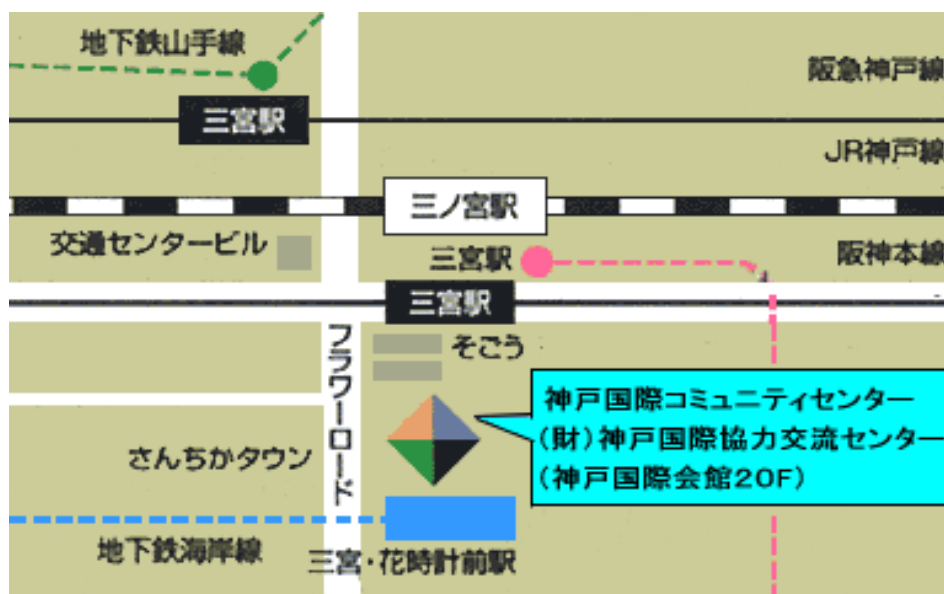 地下鉄山手線
阪急神戸線
三宮駅
JR神戸線
三ノ宮駅
交通センタービル
三宮駅
阪神本線
三宮駅
フラワーロード
そごう
神戸国際コミュニティセンター
(財)神戸国際協力交流センター
(神戸国際会館20F)
さんちかタウン
地下鉄海岸線
三宮・花時計前駅